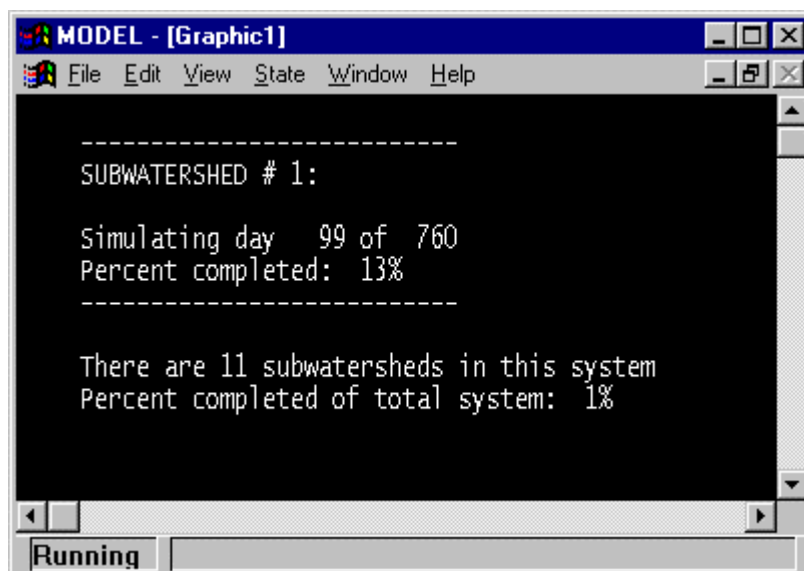 MODEL - [Graphic1]
File Edit View State Window Help
---------------------------
SUBWATERSHED # 1:
Simulating day 99 of 760
Percent completed: 13%
---------------------------
There are 11 subwatersheds in this system
Percent completed of total system: 1%
Running